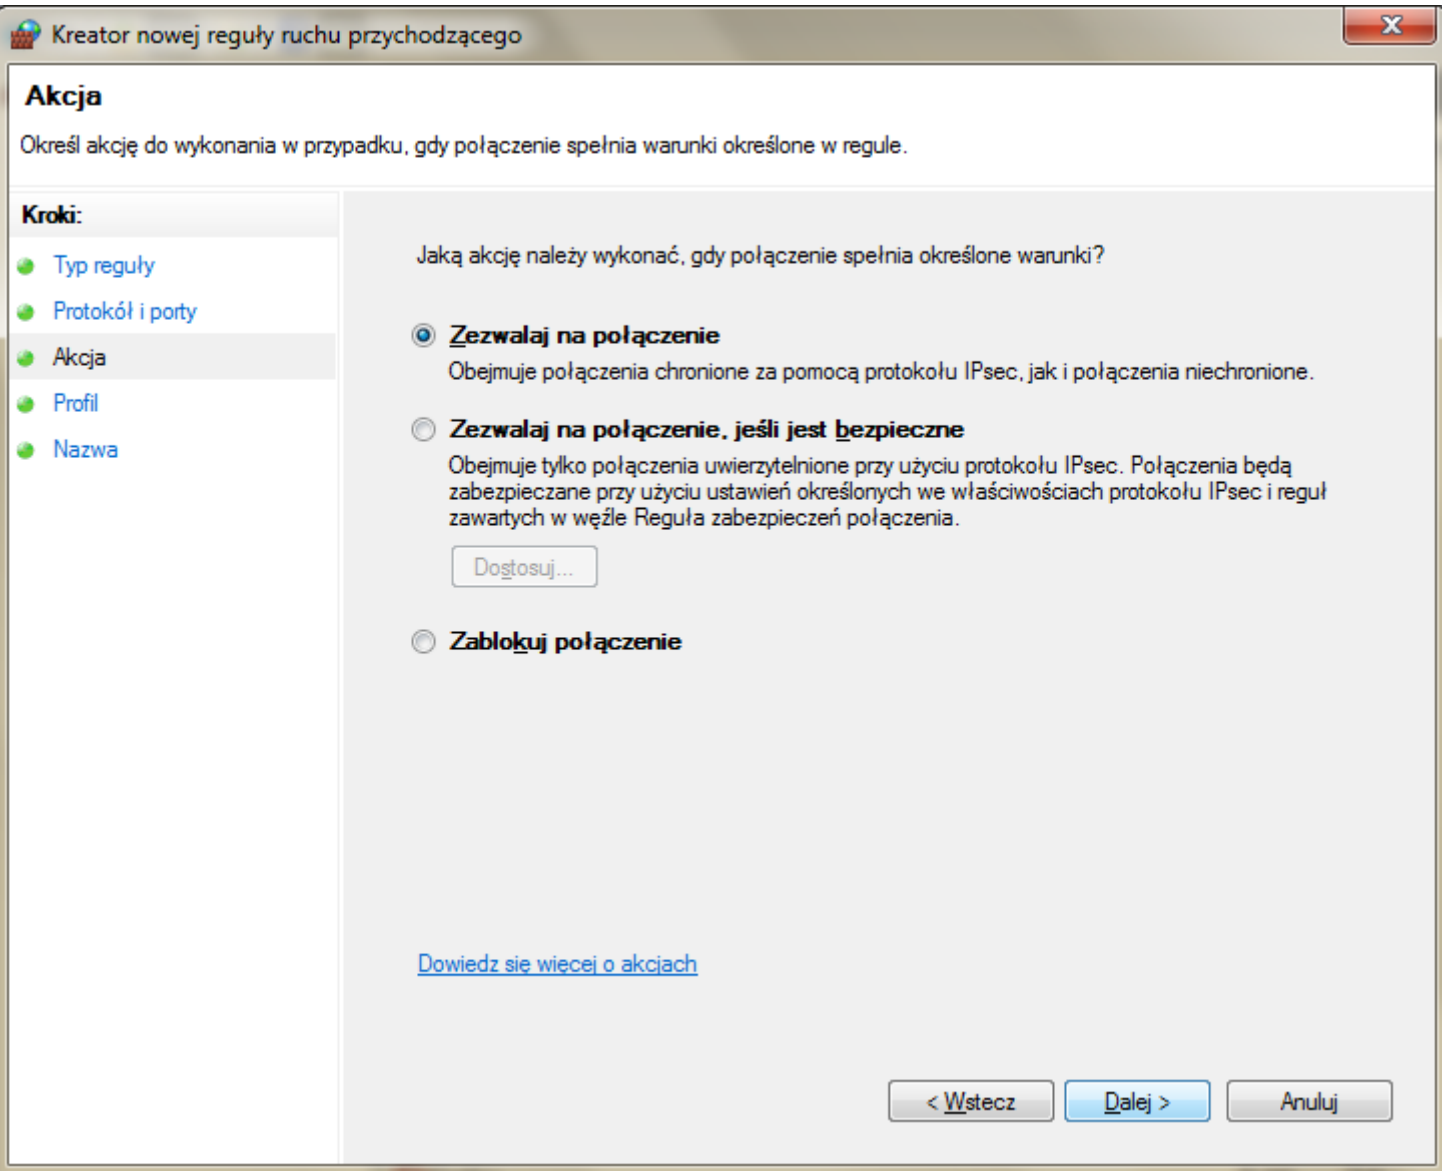 Kreator nowej reguły ruchu przychodzącego
X
Akcja
Określ akcję do wykonania w przypadku, gdy połączenie spełnia warunki określone w regule.
Kroki:
Typ reguły
Protokół i porty
Akcja
Profil
Nazwa
Jaką akcję należy wykonać, gdy połączenie spełnia określone warunki?
Zezwalaj na połączenie
Obejmuje połączenia chronione za pomocą protokołu IPsec, jak i połączenia niechronione.
Zezwalaj na połączenie, jeśli jest bezpieczne
Obejmuje tylko połączenia uwierzytelnione przy użyciu protokołu IPsec. Połączenia będą
zabezpieczane przy użyciu ustawień określonych we właściwościach protokołu IPsec i reguł
zawartych w węźle Reguła zabezpieczeń połączenia.
Dostosuj...
Zablokuj połączenie
Dowiedz się więcej o akcjach
< Wstecz
Dalej >
Anuluj